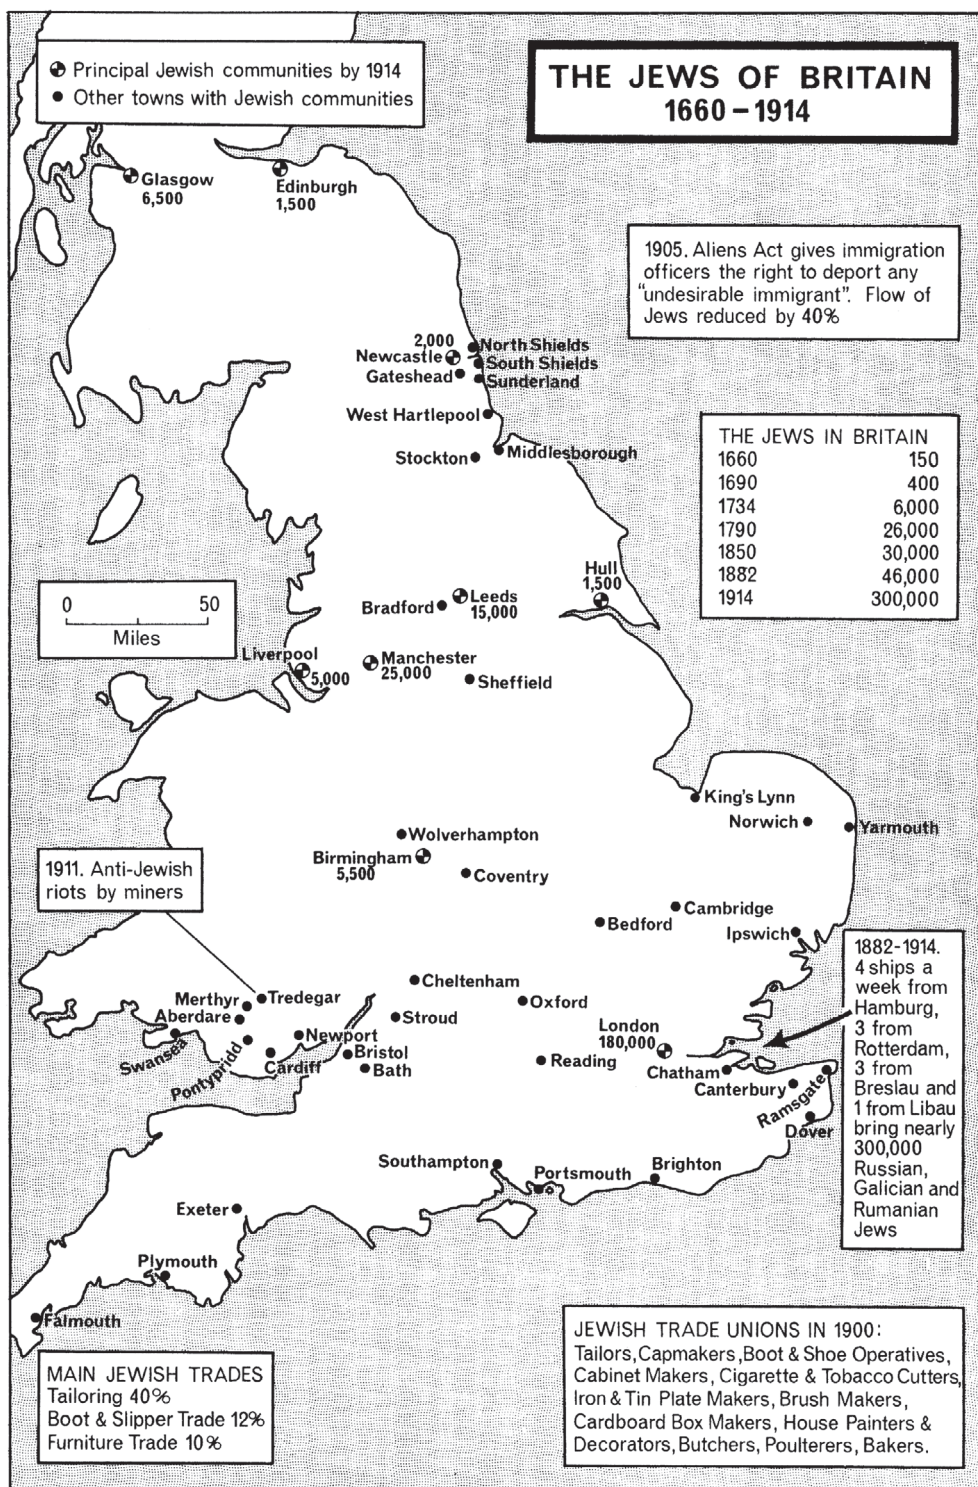 Principal Jewish communities by 1914
Other towns with Jewish communities
THE JEWS OF BRITAIN
1660–1914
Glasgow
6,500
Edinburgh
1,500
1905. Aliens Act gives immigration
officers the right to deport any
"undesirable immigrant". Flow of
Jews reduced by 40%
2,000
North Shields
Newcastle
South Shields
Gateshead
Sunderland
West Hartlepool
Stockton
Middlesborough
THE JEWS IN BRITAIN
1660 150
1690 400
1734 6,000
1790 26,000
1850 30,000
1882 46,000
1914 300,000
0 50
Miles
Hull
1,500
Bradford
Leeds
15,000
Liverpool
5,000
Manchester
25,000
Sheffield
King's Lynn
Norwich
Yarmouth
Wolverhampton
Birmingham
5,500
Coventry
1911. Anti-Jewish
riots by miners
Cambridge
Bedford
Ipswich
1882-1914.
4 ships a
week from
Hamburg,
3 from
Rotterdam,
3 from
Breslau and
1 from Libau
bring nearly
300,000
Russian,
Galician and
Rumanian
Jews
Cheltenham
Merthyr
Tredegar
Aberdare
Oxford
Stroud
London
180,000
Swansea
Pontypridd
Newport
Cardiff
Bristol
Bath
Reading
Chatham
Canterbury
Ramsgate
Dover
Southampton
Portsmouth
Brighton
Exeter
Plymouth
Falmouth
MAIN JEWISH TRADES
Tailoring 40%
Boot & Slipper Trade 12%
Furniture Trade 10%
JEWISH TRADE UNIONS IN 1900:
Tailors, Capmakers, Boot & Shoe Operatives,
Cabinet Makers, Cigarette & Tobacco Cutters,
Iron & Tin Plate Makers, Brush Makers,
Cardboard Box Makers, House Painters &
Decorators, Butchers, Poulterers, Bakers.